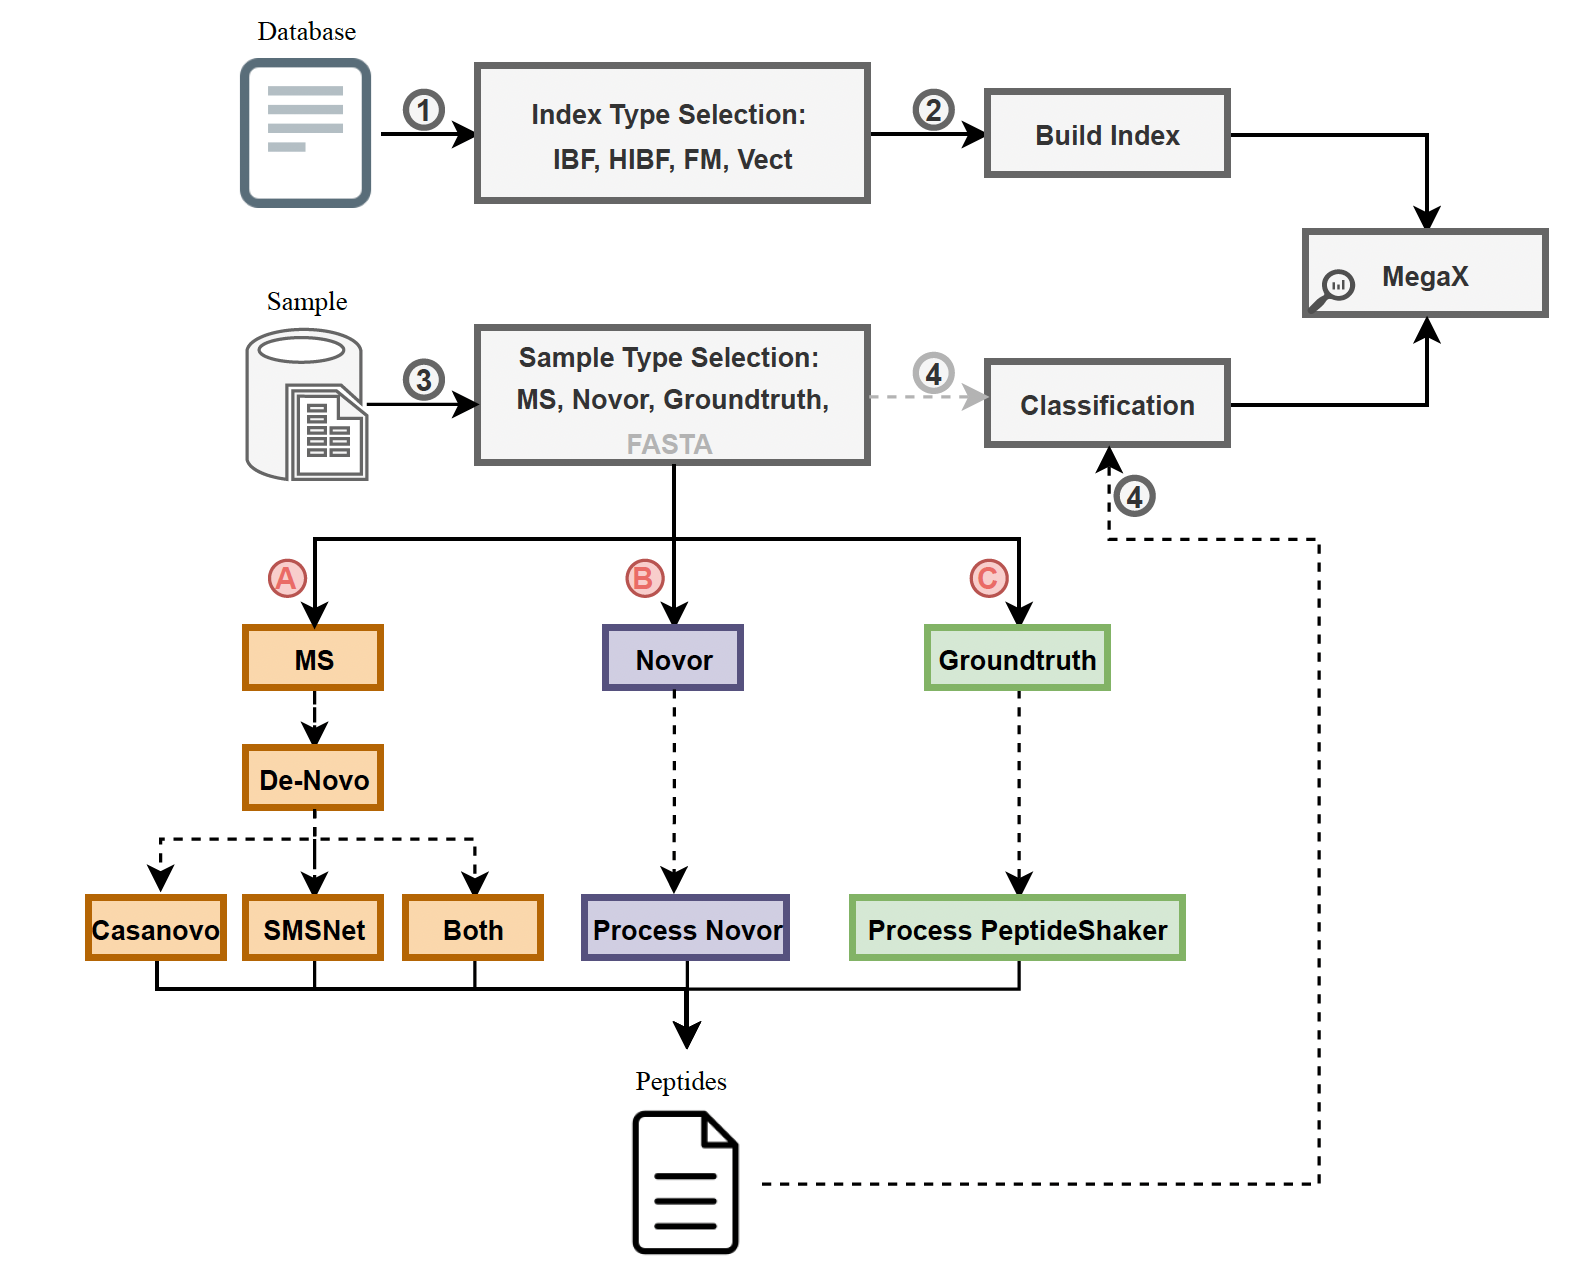 Database
1
Index Type Selection:
IBF, HIBF, FM, Vect
2
Build Index
MegaX
Sample
3
Sample Type Selection:
MS, Novor, Groundtruth,
FASTA
4
Classification
4
A
B
C
MS
Novor
Groundtruth
De-Novo
Casanovo
SMSNet
Both
Process Novor
Process PeptideShaker
Peptides